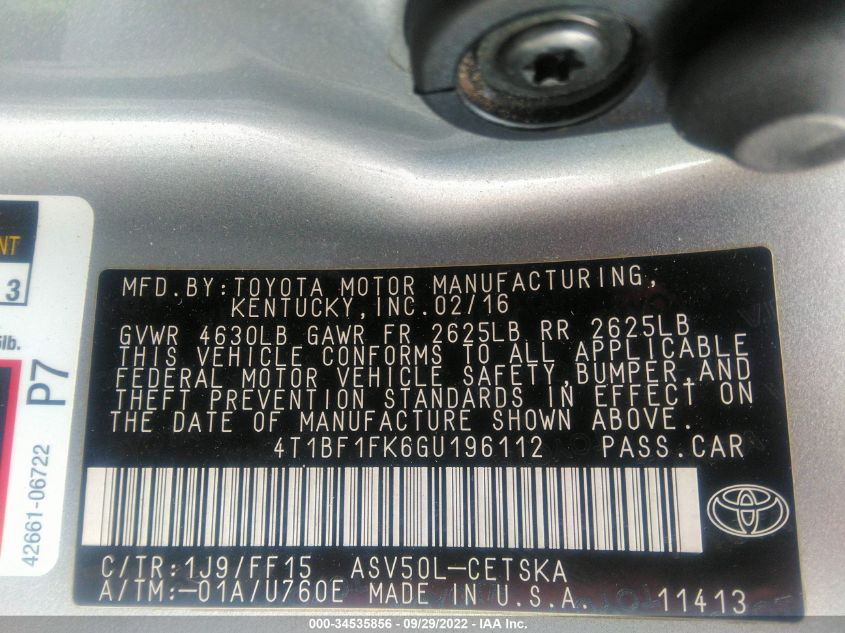 NT
3
5lb.
P7
42661-06722
MFD.BY:TOYOTA MOTOR MANUFACTURING,
KENTUCKY,INC.02/16
GVWR 4630LB GAWR FR 2625LB RR 2625LB
THIS VEHICLE CONFORMS TO ALL APPLICABLE
FEDERAL MOTOR VEHICLE SAFETY,BUMPER,AND
THEFT PREVENTION STANDARDS IN EFFECT ON
THE DATE OF MANUFACTURE SHOWN ABOVE.
4T1BF1FK6GU196112 PASS.CAR
C/TR:1J9/FF15 ASV50L-CETSKA
A/TM:-01A/U760E MADE IN U.S.A. 11413
000-34535856 - 09/29/2022 - IAA Inc.